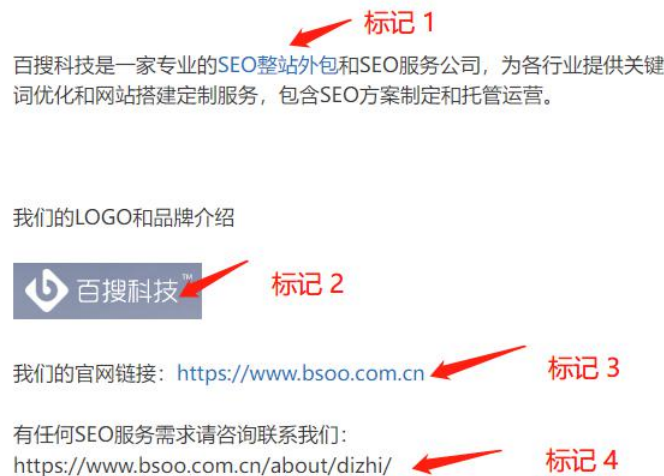 标记 1
百搜科技是一家专业的SEO整站外包和SEO服务公司，为各行业提供关键
词优化和网站搭建定制服务，包含SEO方案制定和托管运营。
我们的LOGO和品牌介绍
百搜科技™
标记 2
我们的官网链接：https://www.bsoo.com.cn
标记 3
有任何SEO服务需求请咨询联系我们：
https://www.bsoo.com.cn/about/dizhi/
标记 4